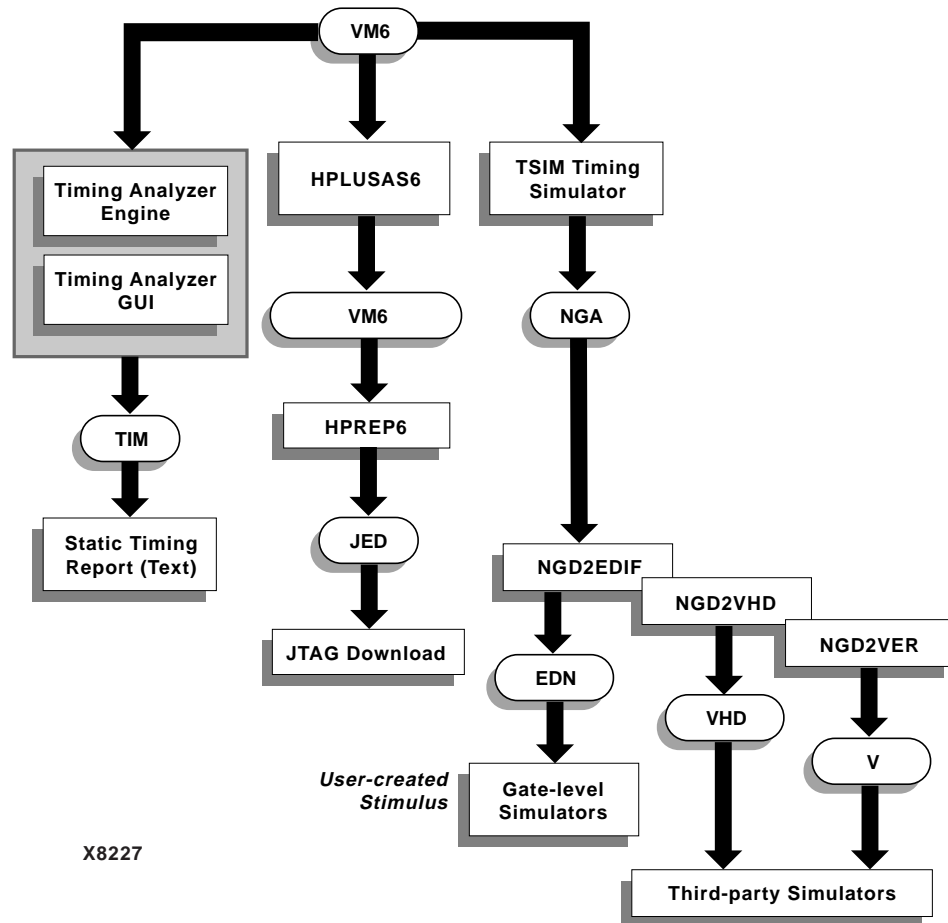 VM6
Timing Analyzer
Engine
HPLUSAS6
TSIM Timing
Simulator
Timing Analyzer
GUI
VM6
NGA
TIM
HPREP6
Static Timing
Report (Text)
JED
NGD2EDIF
NGD2VHD
NGD2VER
JTAG Download
EDN
VHD
V
User-created
Stimulus
Gate-level
Simulators
X8227
Third-party Simulators